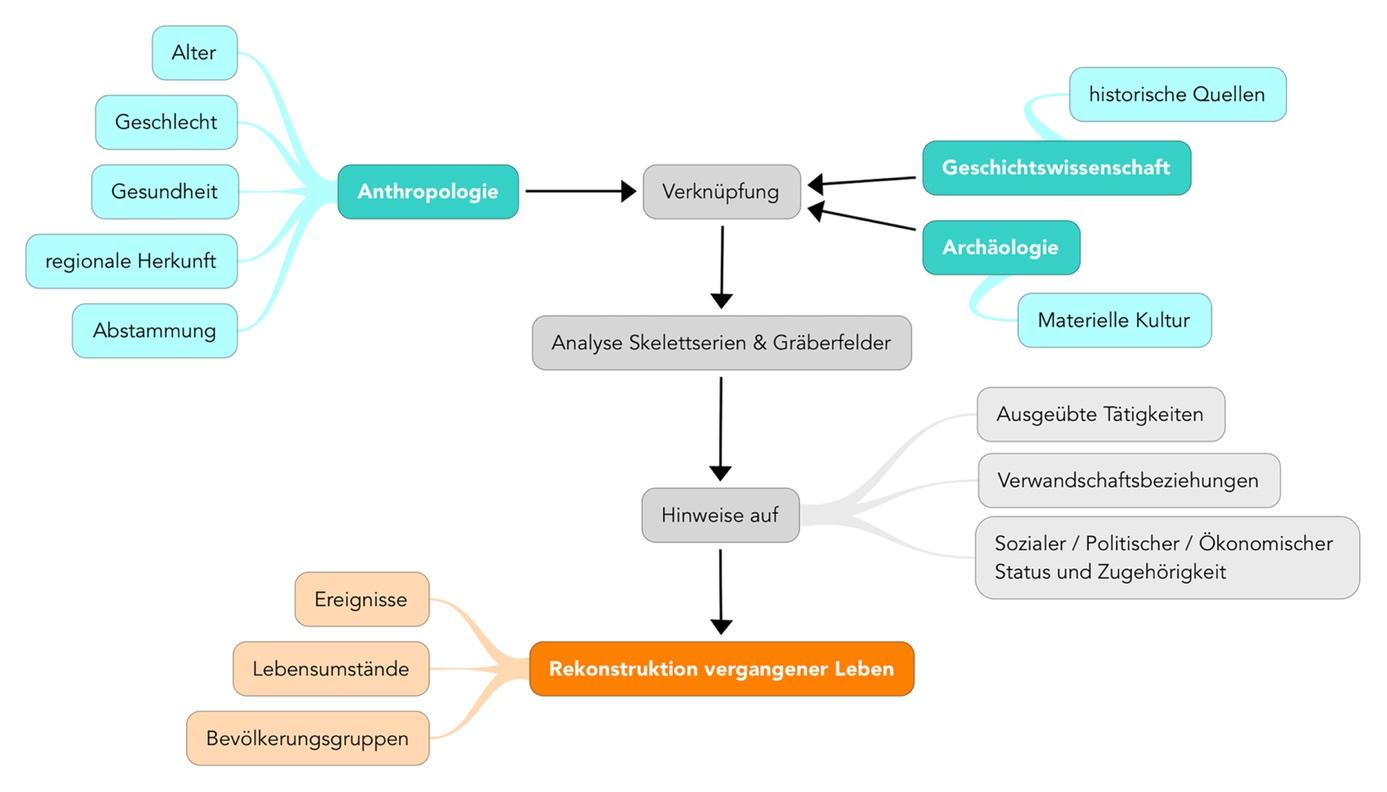 Alter
Geschlecht
Gesundheit
regionale Herkunft
Abstammung
Anthropologie
Verknüpfung
historische Quellen
Geschichtswissenschaft
Archäologie
Materielle Kultur
Analyse Skelettserien & Gräberfelder
Hinweise auf
Ausgeübte Tätigkeiten
Verwandschaftsbeziehungen
Sozialer / Politischer / Ökonomischer
Status und Zugehörigkeit
Ereignisse
Lebensumstände
Bevölkerungsgruppen
Rekonstruktion vergangener Leben